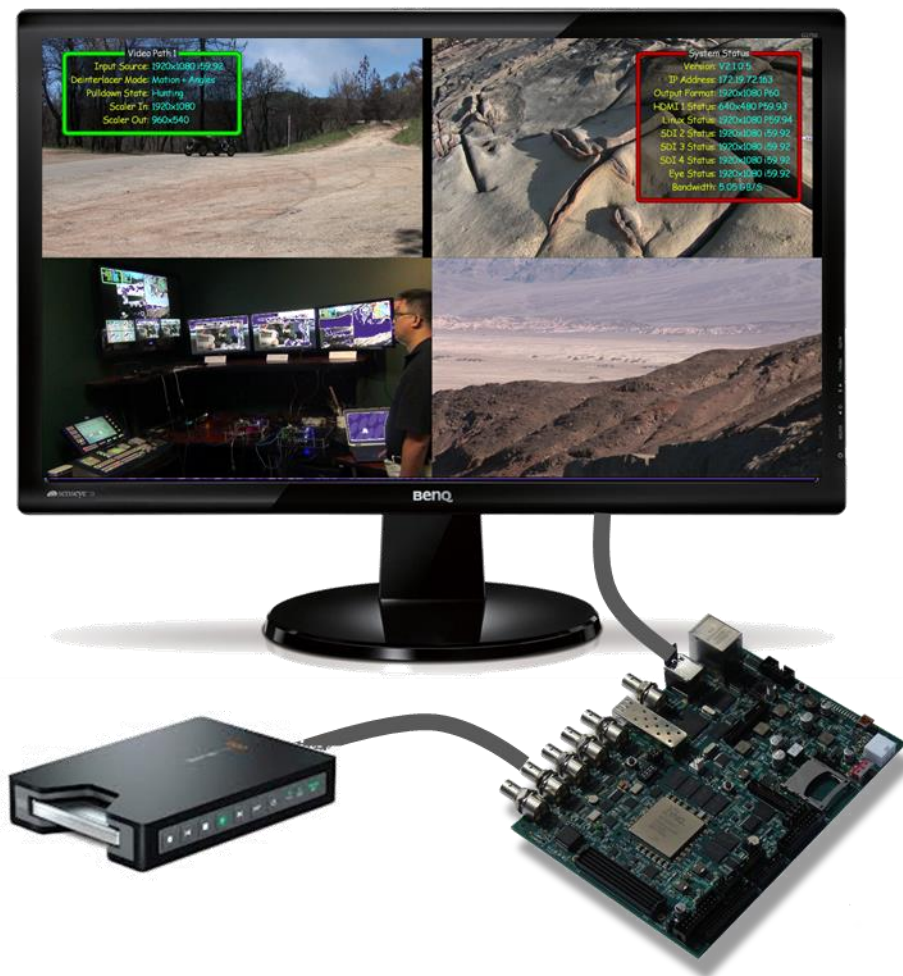 Video Path 1
Input Source: 1920x1080 i59.92
Deinterlacer Mode: Motion + Angles
Pulldown State: Hunting
Scaler In: 1920x1080
Scaler Out: 960x540
System Status
Version: V2.1.0.5
IP Address: 172.19.72.163
Output Format: 1920x1080 P60
HDMI 1 Status: 640x480 P59.93
Linux Status: 1920x1080 P59.94
SDI 2 Status: 1920x1080 i59.92
SDI 3 Status: 1920x1080 i59.92
SDI 4 Status: 1920x1080 i59.92
Eye Status: 1920x1080 i59.92
Bandwidth: 5.05 GB/S
senseye
BenQ